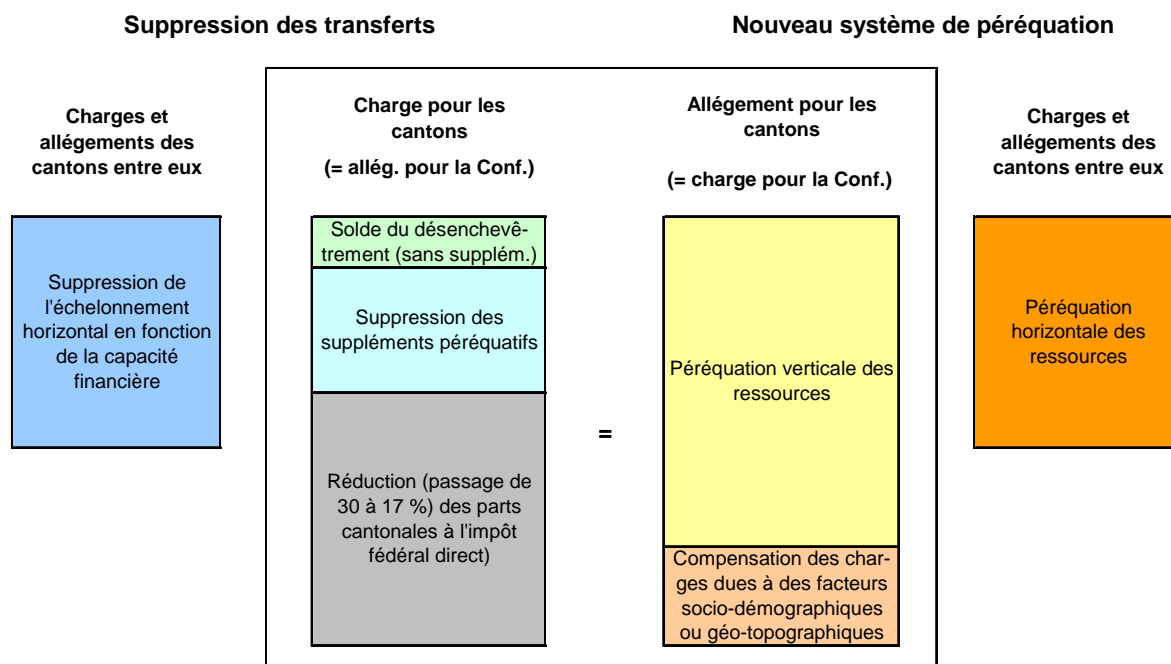 Suppression des transferts
Nouveau système de péréquation
Charges et
allégements des
cantons entre eux
Charge pour les
cantons
(= allég. pour la Conf.)
Allégement pour les
cantons
(= charge pour la Conf.)
Charges et
allégements des
cantons entre eux
Suppression de
l'échelonnement
horizontal en fonction
de la capacité
financière
Solde du désenchevê-
trement (sans supplém.)
Suppression des
suppléments péréquatifs
Réduction (passage de
30 à 17 %) des parts
cantonales à l'impôt
fédéral direct)
=
Péréquation verticale des
ressources
Compensation des char-
ges dues à des facteurs
socio-démographiques
ou géo-topographiques
Péréquation
horizontale des
ressources